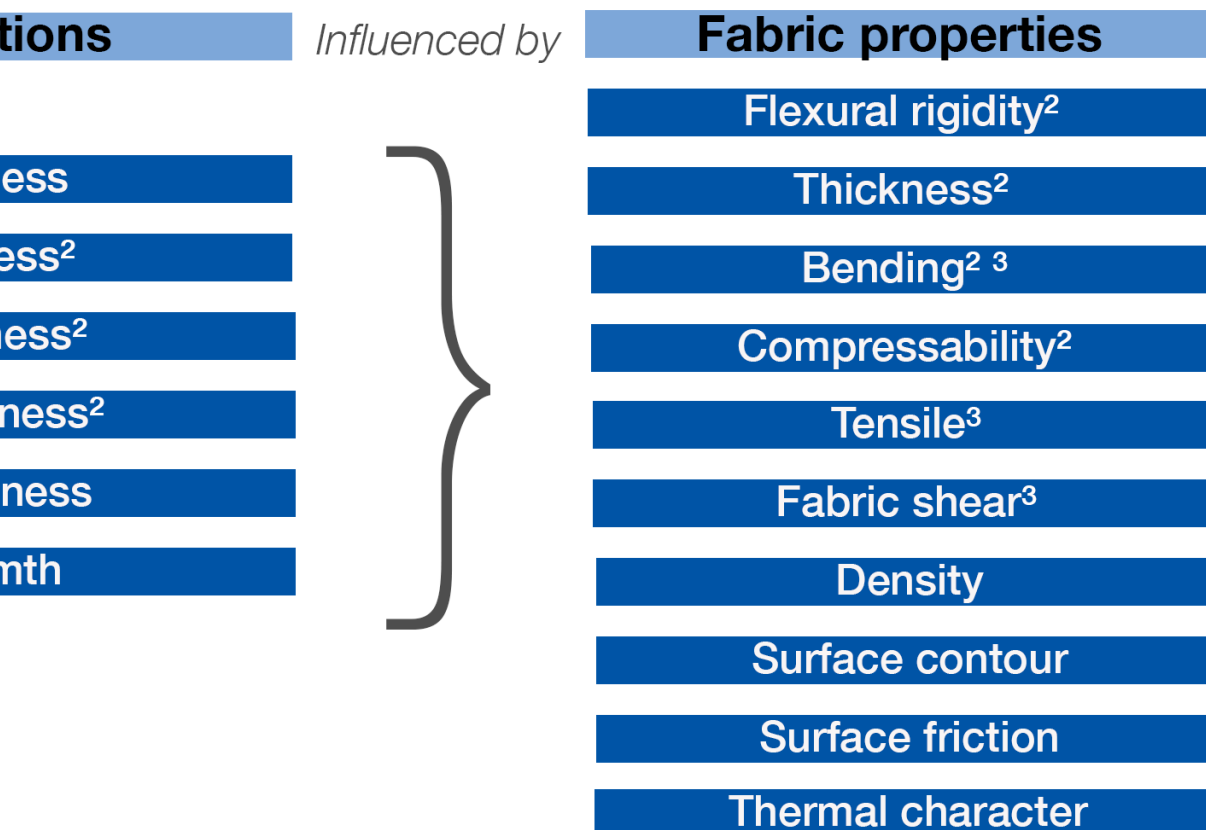 tions
Influenced by
Fabric properties
ess
ess²
ness²
ness²
ness
mth
Flexural rigidity²
Thickness²
Bending² ³
Compressability²
Tensile³
Fabric shear³
Density
Surface contour
Surface friction
Thermal character